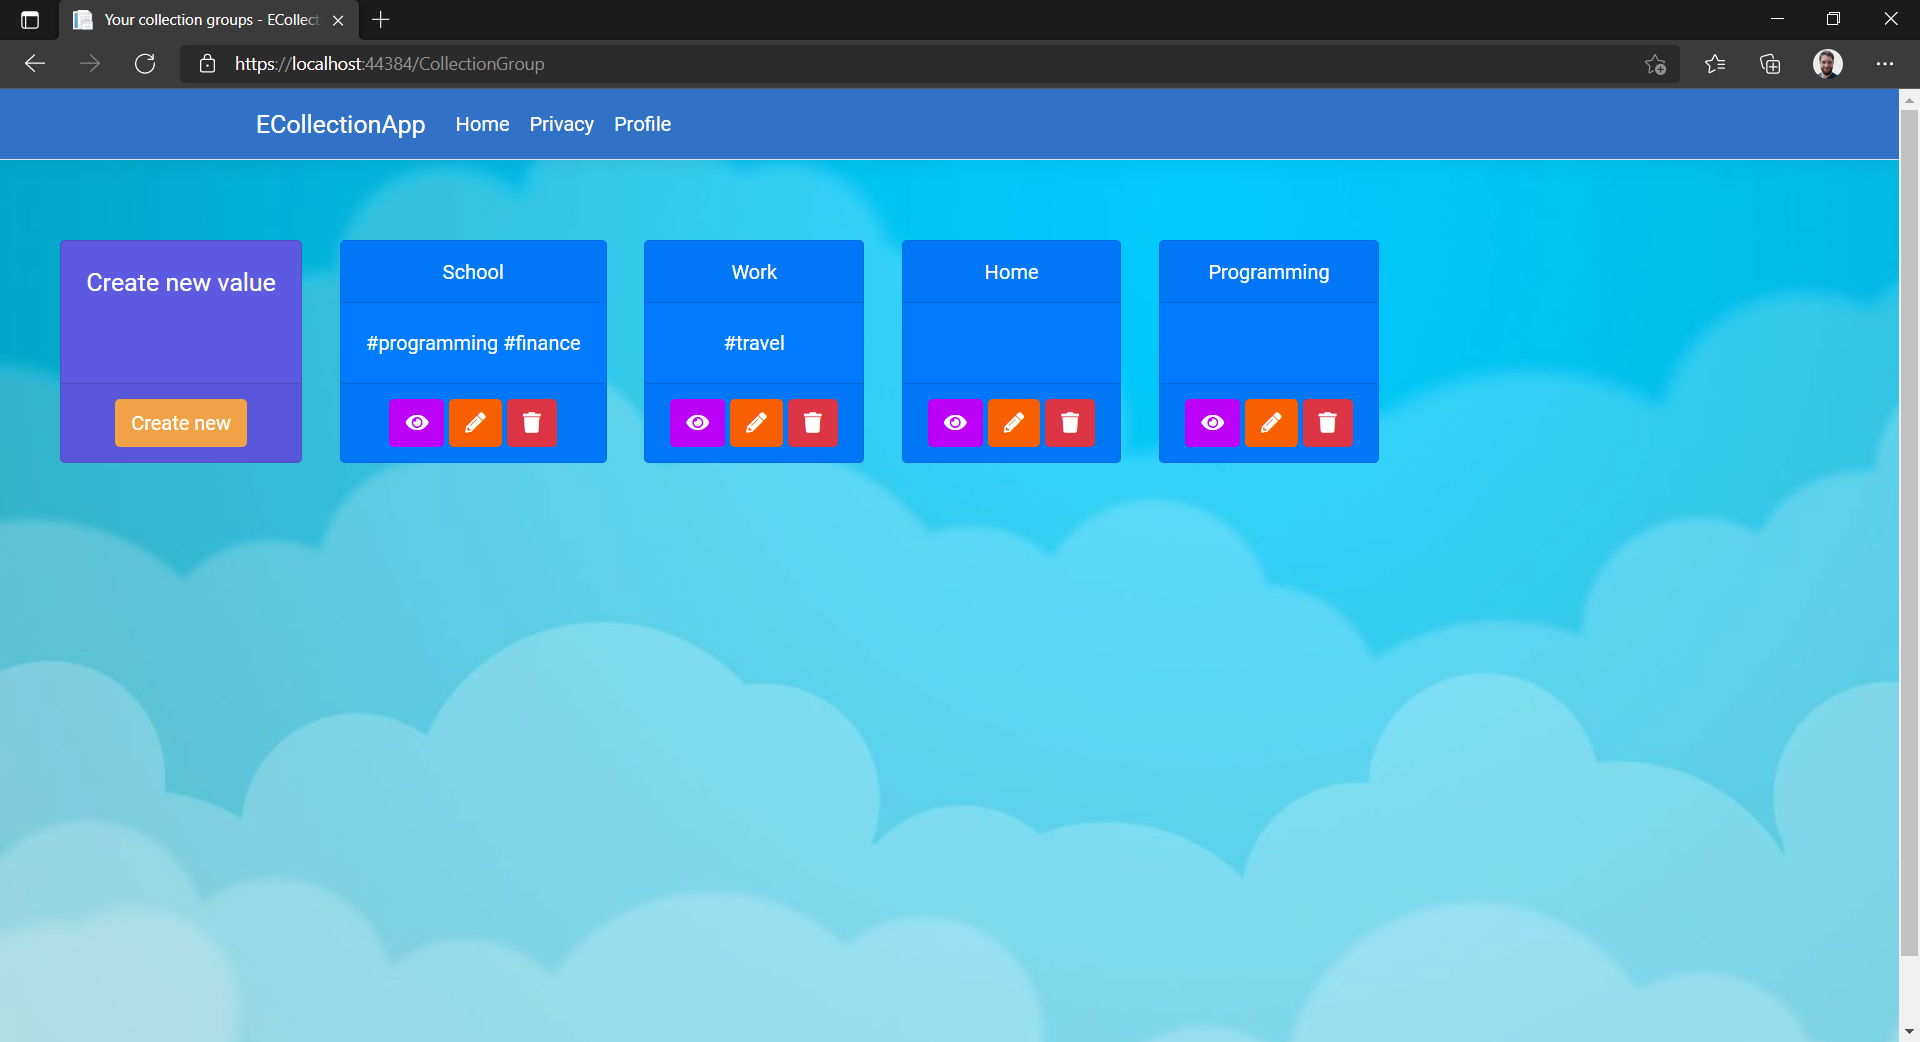 Your collection groups - ECollect
https://localhost:44384/CollectionGroup
ECollectionApp Home Privacy Profile
Create new value
Create new
School
#programming #finance
Work
#travel
Home
Programming